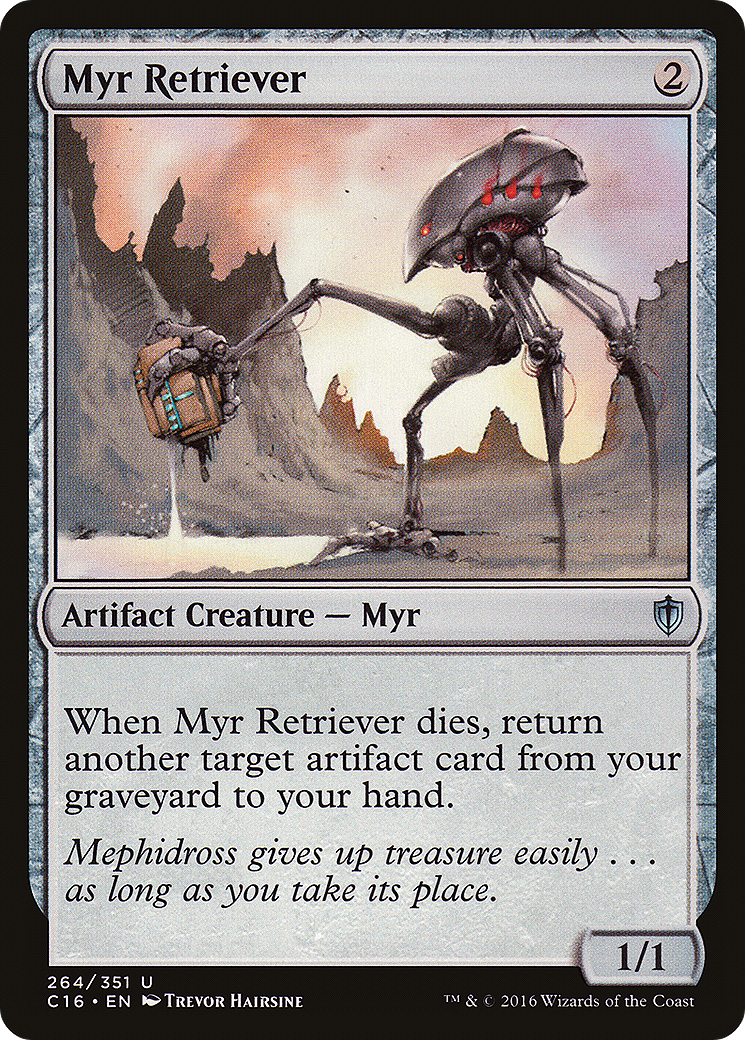 Myr Retriever 2
Artifact Creature — Myr
When Myr Retriever dies, return
another target artifact card from your
graveyard to your hand.
Mephidross gives up treasure easily . . .
as long as you take its place.
1/1
264/351 U
C16 • EN Trevor Hairsine
™ & © 2016 Wizards of the Coast